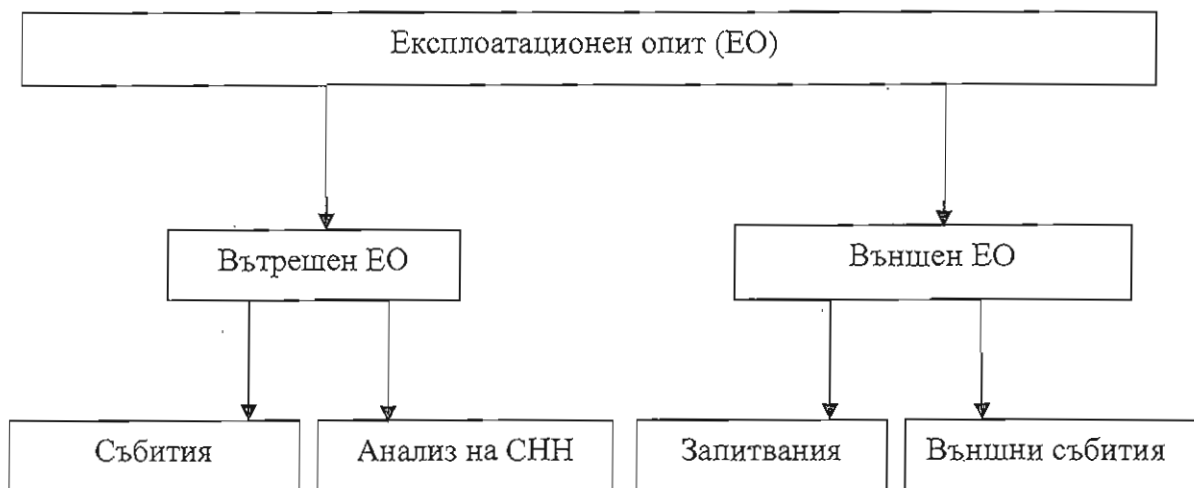 Експлоатационен опит (ЕО)
Вътрешен ЕО
Външен ЕО
Събития
Анализ на СНН
Запитвания
Външни събития